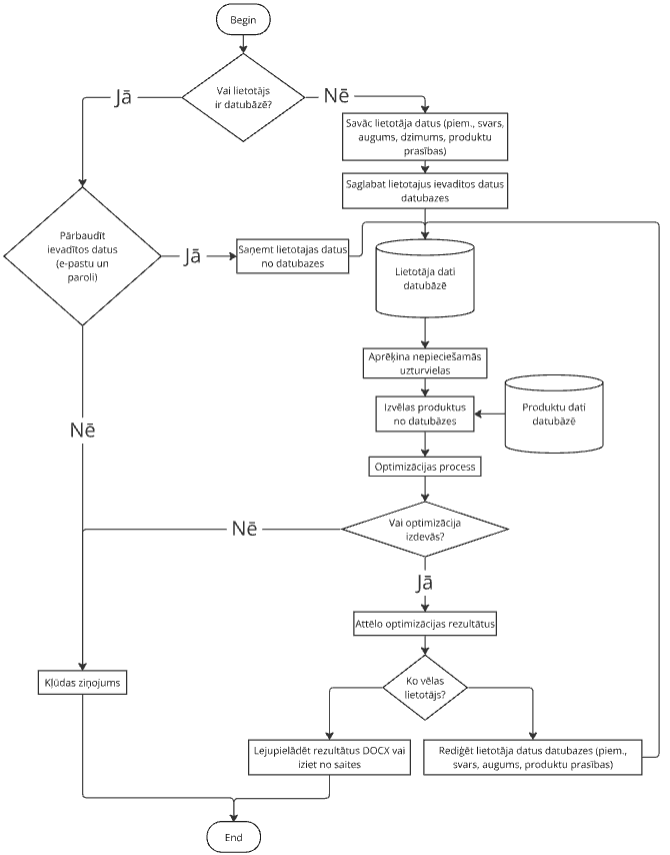 Begin
Vai lietotājs
ir datubāzē?
Jā
Nē
Savāc lietotāja datus (piem., svars,
augums, dzimums, produktu
prasības)
Saglabat lietotajus ievaditos datus
datubazes
Pārbaudīt
ievadītos datus
(e-pastu un
paroli)
Jā
Saņemt lietotajas datus
no datubazes
Lietotāja dati
datubāzē
Aprēķina nepieciešamās
uzturvielas
Izvēlas produktus
no datubāzes
Produktu dati
datubāzē
Nē
Optimizācijas process
Nē
Vai optimizācija
izdevās?
Jā
Attēlo optimizācijas rezultātus
Kļūdas ziņojums
Ko vēlas
lietotājs?
Lejupielādēt rezultātus DOCX vai
iziet no saites
Rediģēt lietotāja datus datubazes (piem.,
svars, augums, produktu prasības)
End